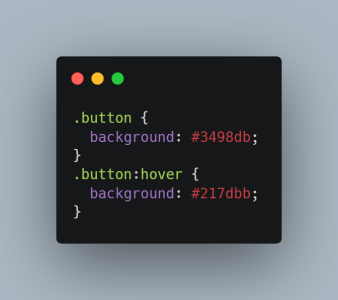 .button {
  background: #3498db;
}
.button:hover {
  background: #217dbb;
}